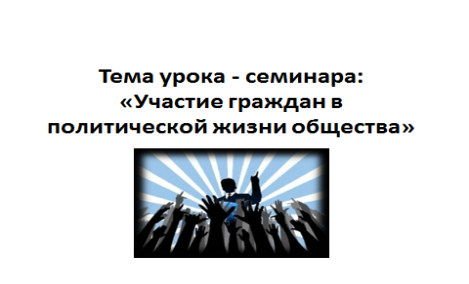 Тема урока - семинара:
«Участие граждан в
политической жизни общества»